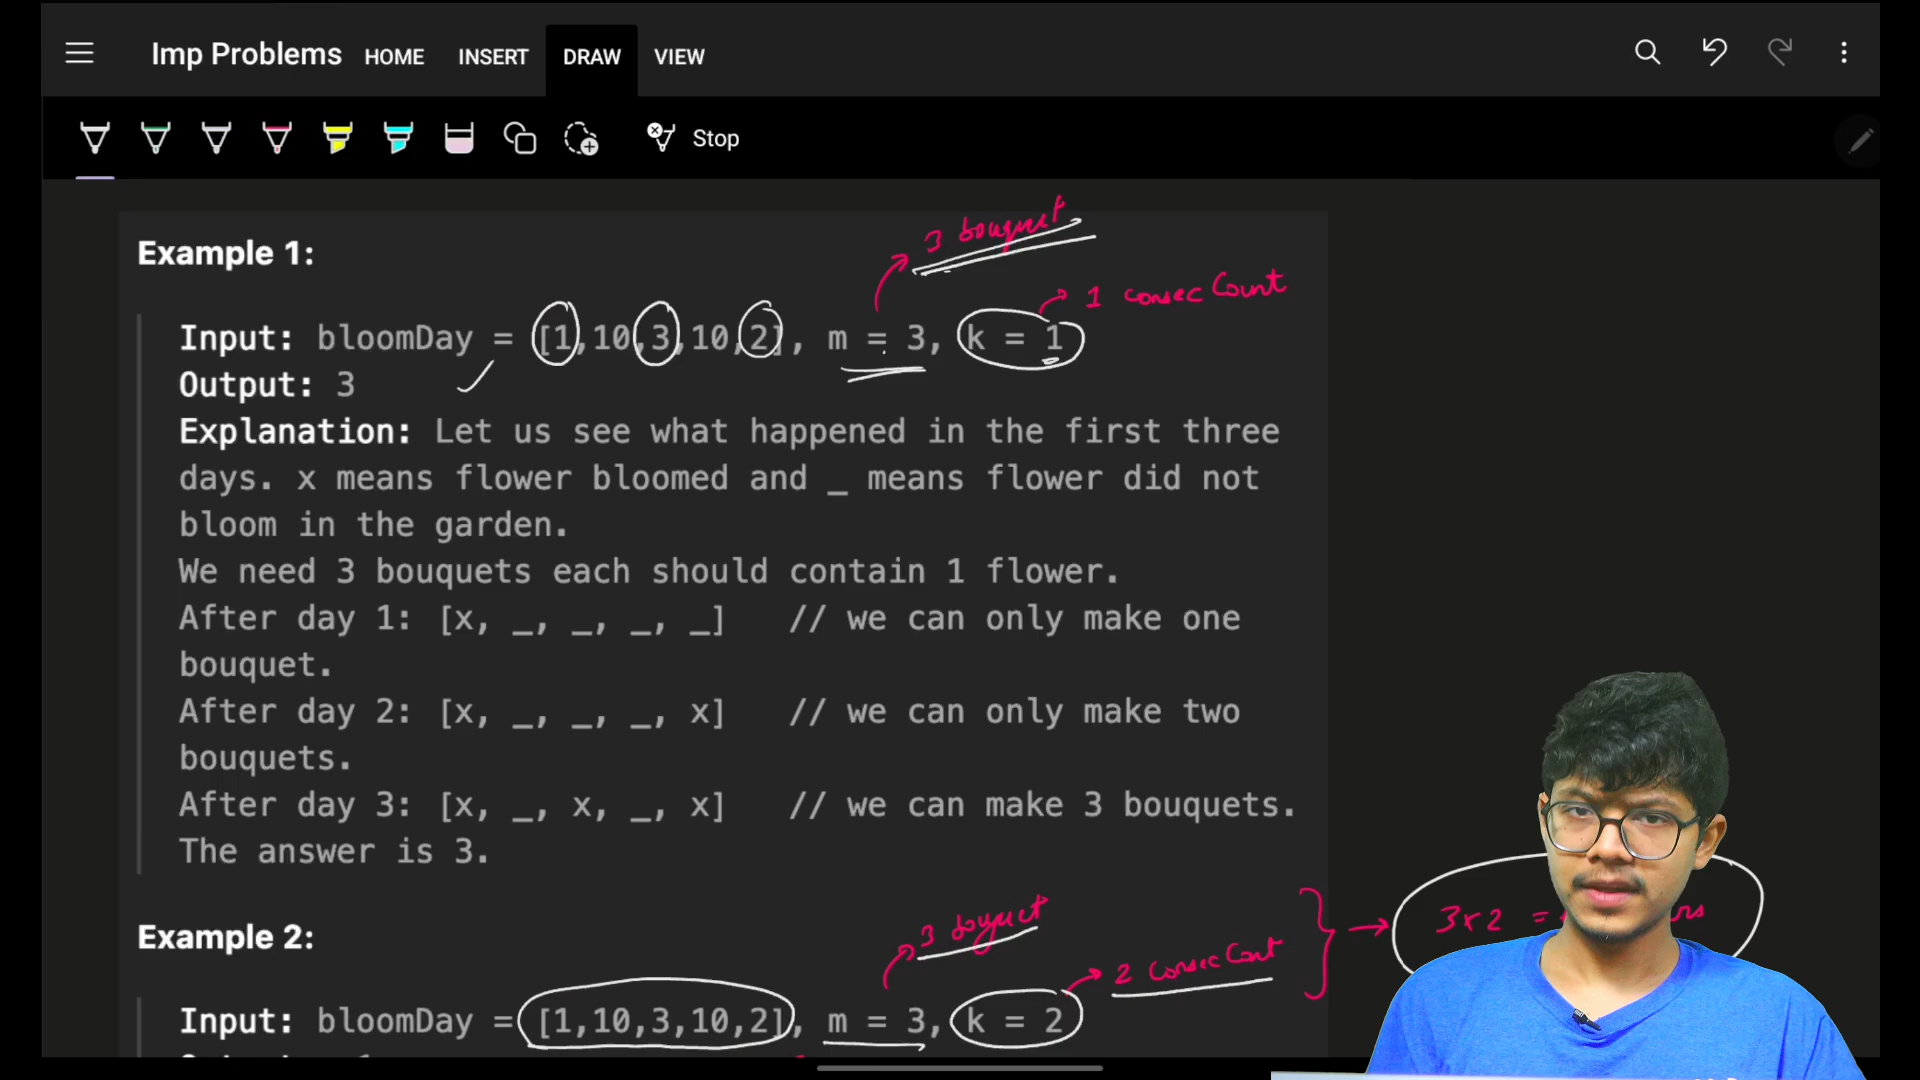 Imp Problems HOME INSERT DRAW VIEW
Stop
3 bouquet
Example 1:
1 consec Count
Input: bloomDay = [1,10,3,10,2], m = 3, k = 1
Output: 3
Explanation: Let us see what happened in the first three
days. x means flower bloomed and _ means flower did not
bloom in the garden.
We need 3 bouquets each should contain 1 flower.
After day 1: [x, _, _, _, _]   // we can only make one
bouquet.
After day 2: [x, _, _, _, x]   // we can only make two
bouquets.
After day 3: [x, _, x, _, x]   // we can make 3 bouquets.
The answer is 3.
3 bouquet
3x2 =
Example 2:
2 consec Cout
Input: bloomDay = [1,10,3,10,2], m = 3, k = 2